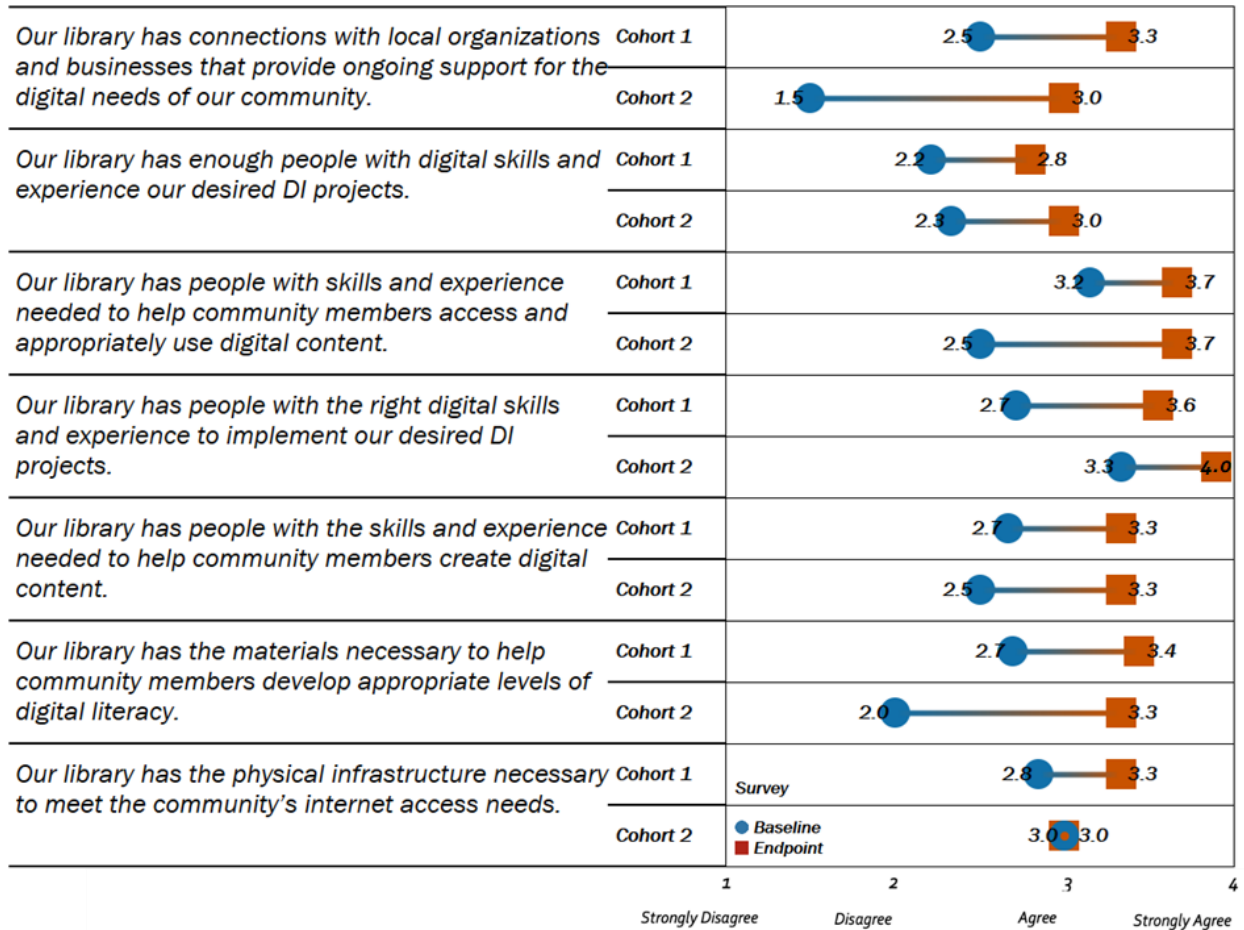 Our library has connections with local organizations
and businesses that provide ongoing support for the
digital needs of our community.
Cohort 1
2.5 3.3
Cohort 2
1.5 3.0
Our library has enough people with digital skills and
experience our desired DI projects.
Cohort 1
2.2 2.8
Cohort 2
2.3 3.0
Our library has people with skills and experience
needed to help community members access and
appropriately use digital content.
Cohort 1
3.2 3.7
Cohort 2
2.5 3.7
Our library has people with the right digital skills
and experience to implement our desired DI
projects.
Cohort 1
2.7 3.6
Cohort 2
3.3 4.0
Our library has people with the skills and experience
needed to help community members create digital
content.
Cohort 1
2.7 3.3
Cohort 2
2.5 3.3
Our library has the materials necessary to help
community members develop appropriate levels of
digital literacy.
Cohort 1
2.7 3.4
Cohort 2
2.0 3.3
Our library has the physical infrastructure necessary
to meet the community's internet access needs.
Cohort 1
2.8 3.3
Cohort 2
3.0 3.0
Survey
Baseline
Endpoint
1 2 3 4
Strongly Disagree Disagree Agree Strongly Agree